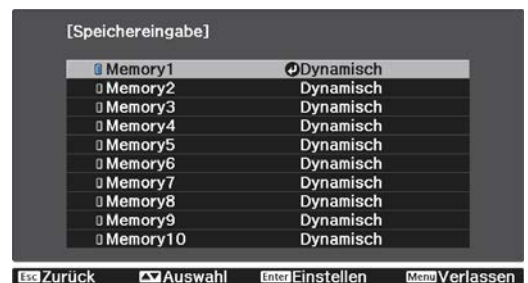 [Speichereingabe]
Memory1 Dynamisch
Memory2 Dynamisch
Memory3 Dynamisch
Memory4 Dynamisch
Memory5 Dynamisch
Memory6 Dynamisch
Memory7 Dynamisch
Memory8 Dynamisch
Memory9 Dynamisch
Memory10 Dynamisch
Esc Zurück Auswahl Enter Einstellen Menu Verlassen